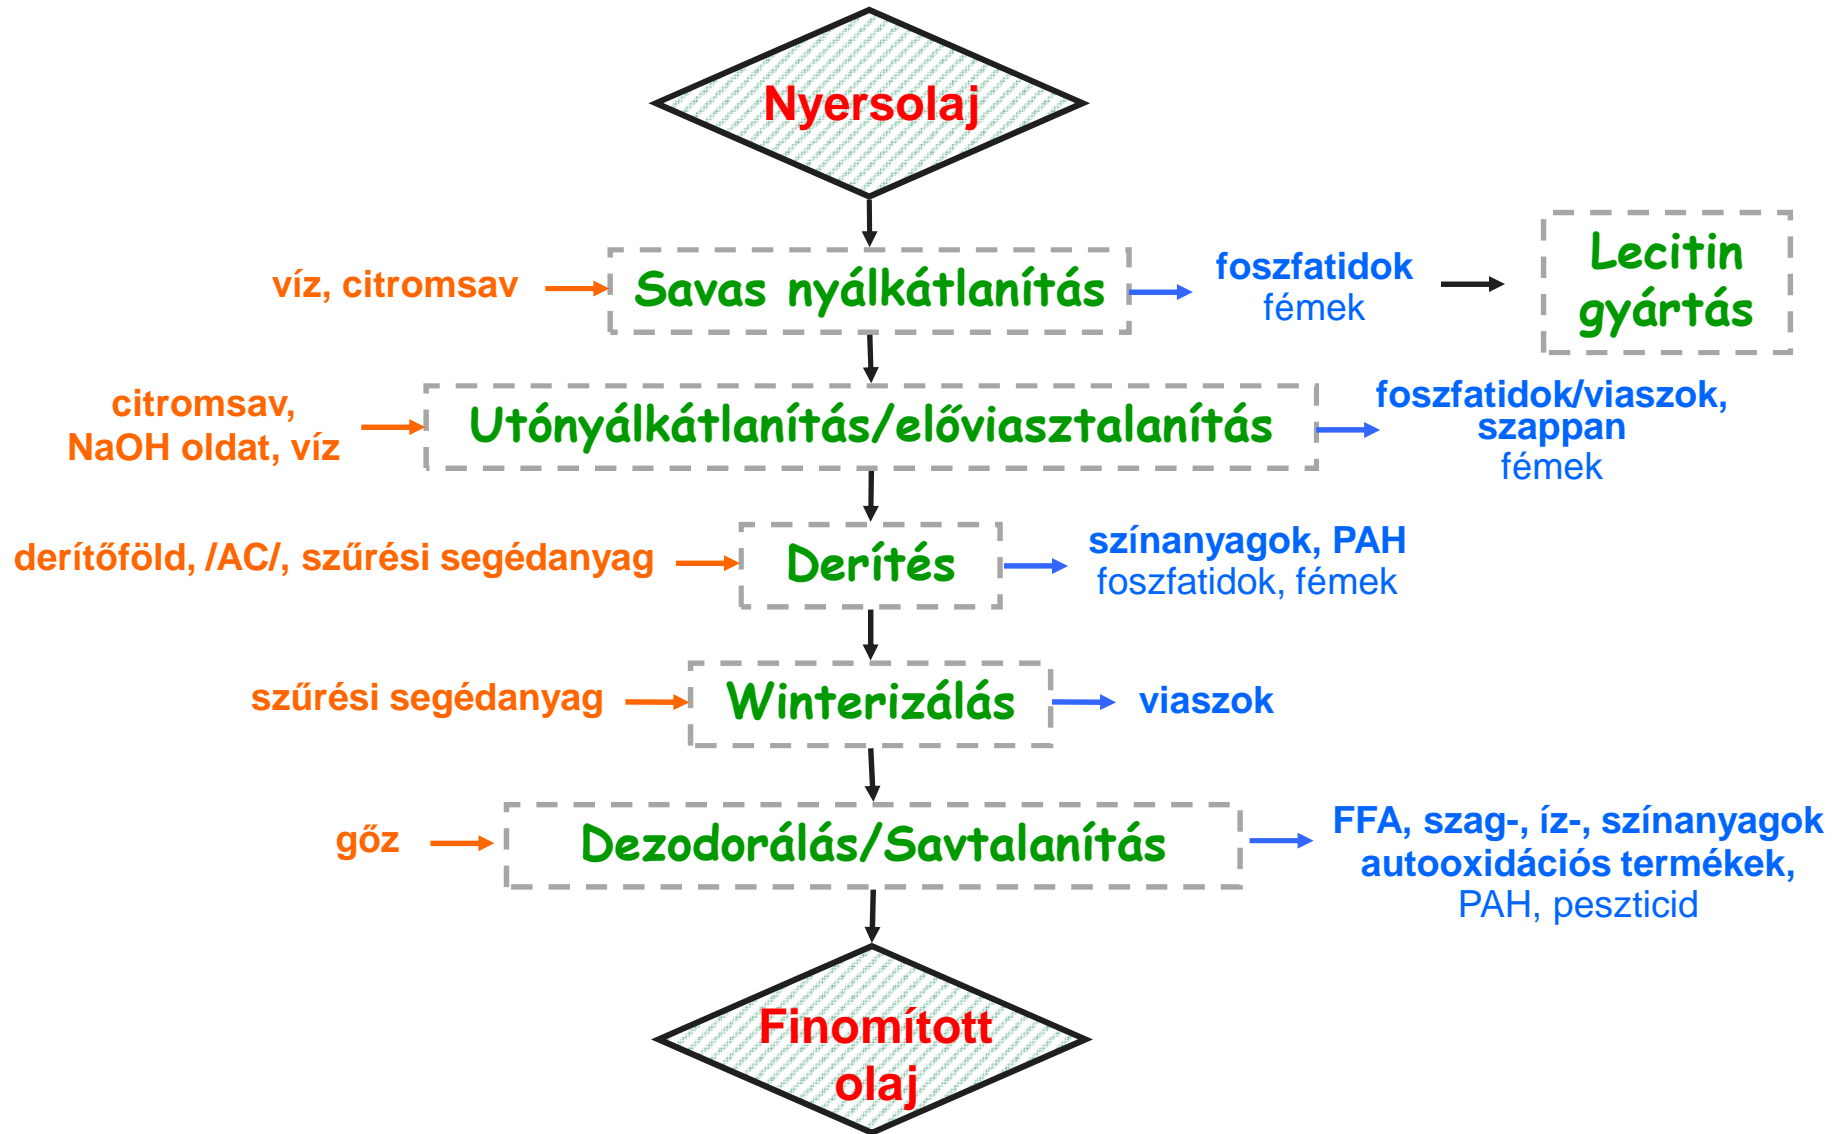 Nyersolaj
víz, citromsav
Savas nyálkátlanítás
foszfatidok
fémek
Lecitin
gyártás
citromsav,
NaOH oldat, víz
Utónyálkátlanítás/előviasztalanítás
foszfatidok/viaszok,
szappan
fémek
derítőföld, /AC/, szűrési segédanyag
Derítés
színanyagok, PAH
foszfatidok, fémek
szűrési segédanyag
Winterizálás
viaszok
gőz
Dezodorálás/Savtalanítás
FFA, szag-, íz-, színanyagok
autooxidációs termékek,
PAH, peszticid
Finomított
olaj